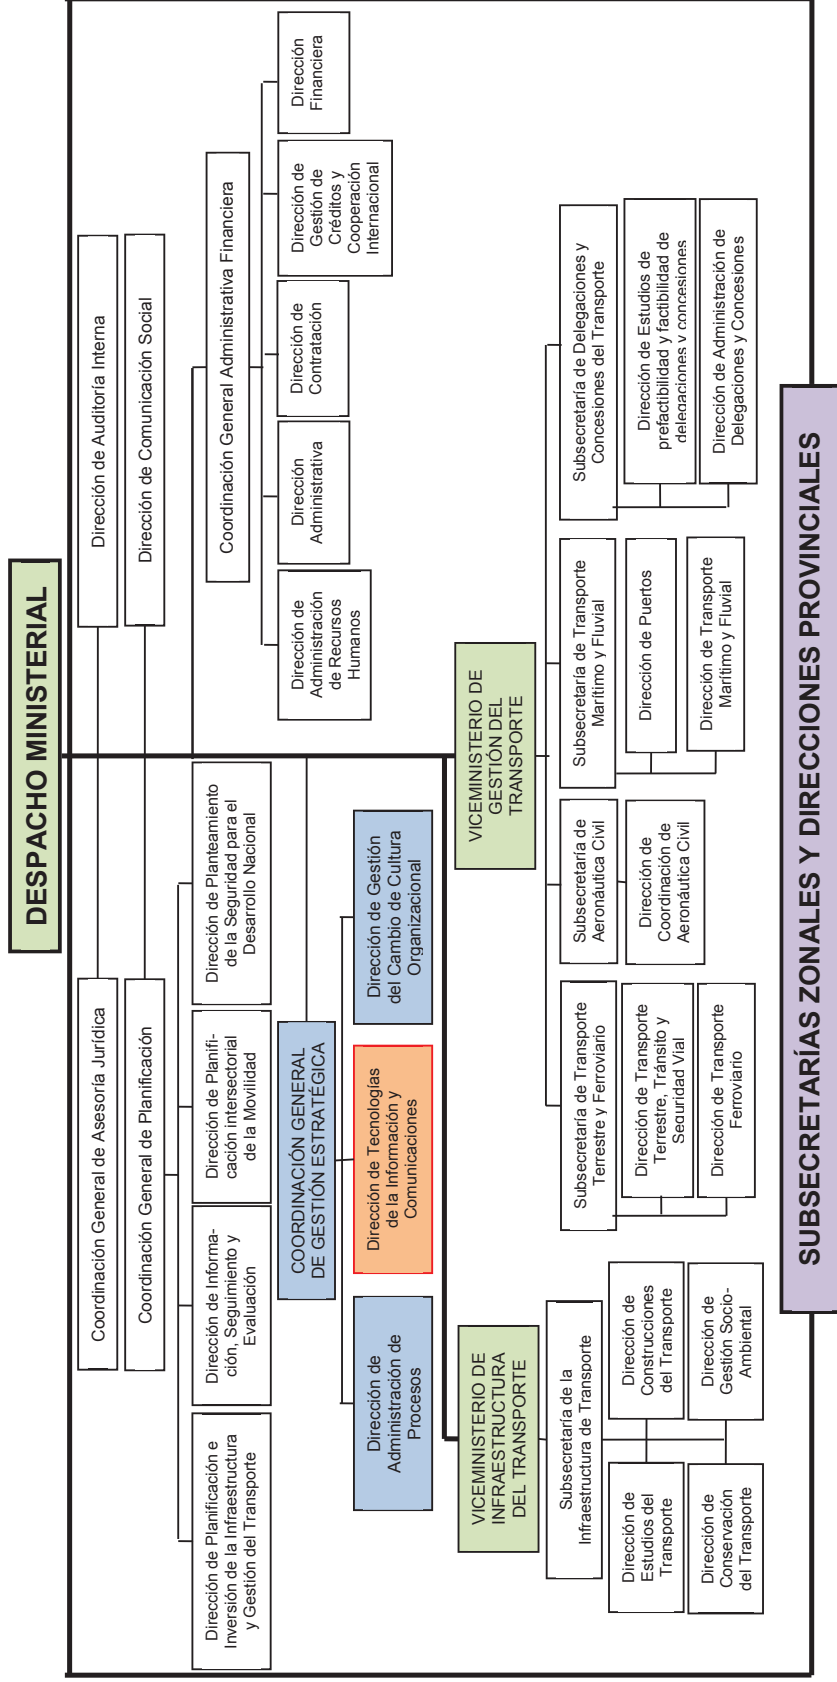 DESPACHO MINISTERIAL
Coordinación General de Asesoría Jurídica
Dirección de Auditoría Interna
Coordinación General de Planificación
Dirección de Comunicación Social
Dirección de Planificación e
Inversión de la Infraestructura
y Gestión del Transporte
Dirección de Informa-
ción, Seguimiento y
Evaluación
Dirección de Planifi-
cación intersectorial
de la Movilidad
Dirección de Planteamiento
de la Seguridad para el
Desarrollo Nacional
Coordinación General Administrativa Financiera
Dirección de
Administración
de Recursos
Humanos
Dirección
Administrativa
Dirección de
Contratación
Dirección de
Gestión de
Créditos y
Cooperación
Internacional
Dirección
Financiera
COORDINACIÓN GENERAL
DE GESTIÓN ESTRATÉGICA
Dirección de
Administración de
Procesos
Dirección de Tecnologías
de la Información y
Comunicaciones
Dirección de Gestión
del Cambio de Cultura
Organizacional
VICEMINISTERIO DE
INFRAESTRUCTURA
DEL TRANSPORTE
Subsecretaría de la
Infraestructura de Transporte
Dirección de
Estudios del
Transporte
Dirección de
Construcciones
del Transporte
Dirección de
Conservación
del Transporte
Dirección de
Gestión Socio-
Ambiental
VICEMINISTERIO DE
GESTIÓN DEL
TRANSPORTE
Subsecretaría de Transporte
Terrestre y Ferroviario
Dirección de Transporte
Terrestre, Tránsito y
Seguridad Vial
Dirección de Transporte
Ferroviario
Subsecretaría de
Aeronáutica Civil
Dirección de
Coordinación de
Aeronáutica Civil
Subsecretaría de Transporte
Marítimo y Fluvial
Dirección de Puertos
Dirección de Transporte
Marítimo y Fluvial
Subsecretaría de Delegaciones y
Concesiones del Transporte
Dirección de Estudios de
prefactibilidad y factibilidad de
delegaciones y concesiones
Dirección de Administración de
Delegaciones y Concesiones
SUBSECRETARÍAS ZONALES Y DIRECCIONES PROVINCIALES